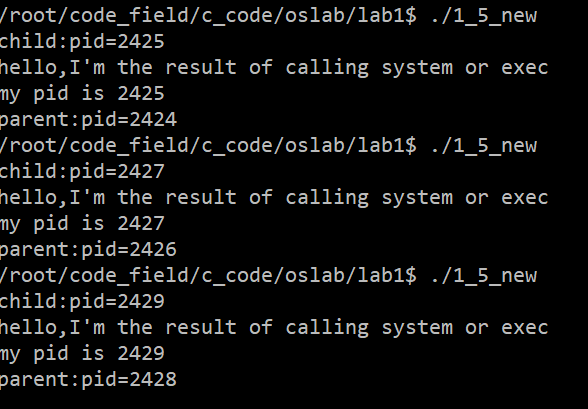 /root/code_field/c_code/oslab/lab1$ ./1_5_new
child:pid=2425
hello,I'm the result of calling system or exec
my pid is 2425
parent:pid=2424
/root/code_field/c_code/oslab/lab1$ ./1_5_new
child:pid=2427
hello,I'm the result of calling system or exec
my pid is 2427
parent:pid=2426
/root/code_field/c_code/oslab/lab1$ ./1_5_new
child:pid=2429
hello,I'm the result of calling system or exec
my pid is 2429
parent:pid=2428